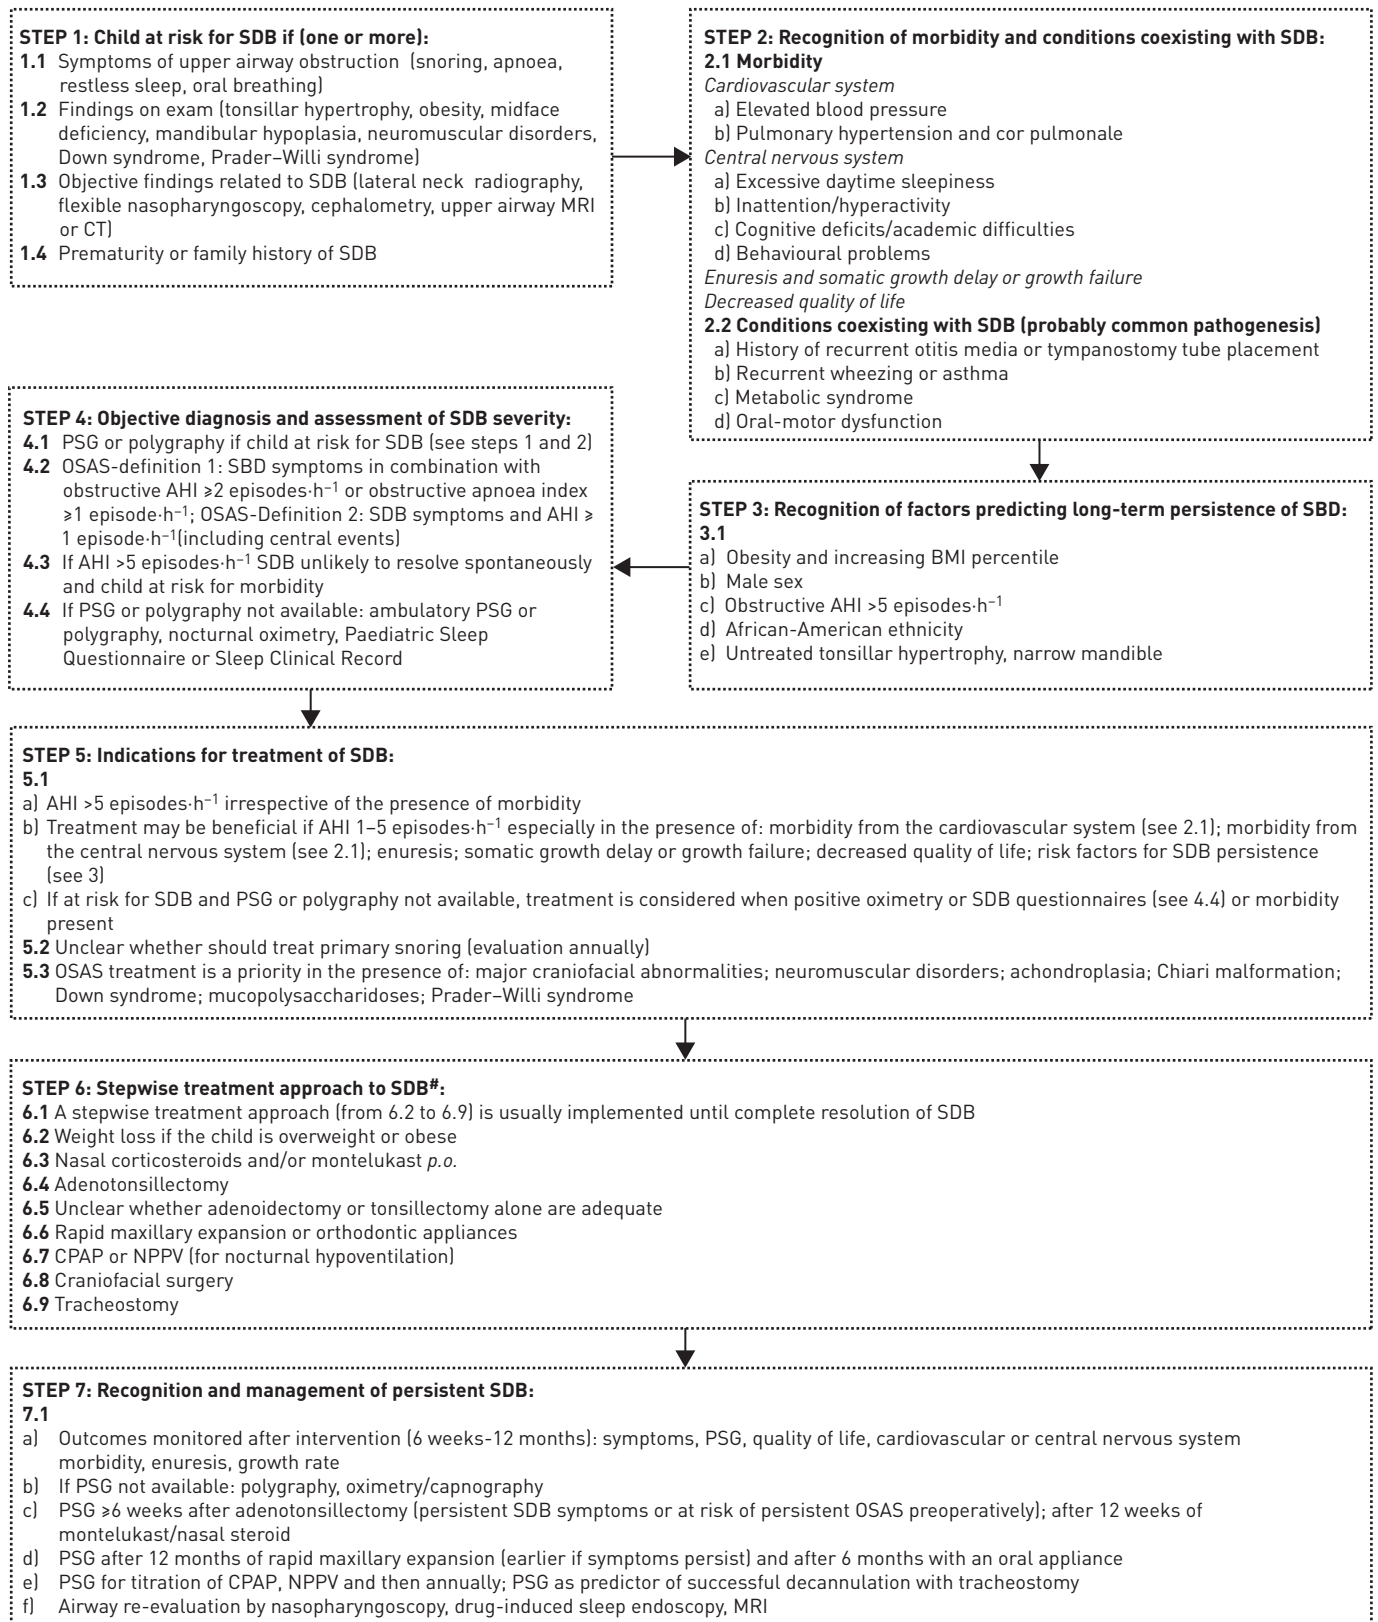 STEP 1: Child at risk for SDB if (one or more):
1.1 Symptoms of upper airway obstruction (snoring, apnoea,
restless sleep, oral breathing)
1.2 Findings on exam (tonsillar hypertrophy, obesity, midface
deficiency, mandibular hypoplasia, neuromuscular disorders,
Down syndrome, Prader–Willi syndrome)
1.3 Objective findings related to SDB (lateral neck radiography,
flexible nasopharyngoscopy, cephalometry, upper airway MRI
or CT)
1.4 Prematurity or family history of SDB
STEP 2: Recognition of morbidity and conditions coexisting with SDB:
2.1 Morbidity
Cardiovascular system
a) Elevated blood pressure
b) Pulmonary hypertension and cor pulmonale
Central nervous system
a) Excessive daytime sleepiness
b) Inattention/hyperactivity
c) Cognitive deficits/academic difficulties
d) Behavioural problems
Enuresis and somatic growth delay or growth failure
Decreased quality of life
2.2 Conditions coexisting with SDB (probably common pathogenesis)
a) History of recurrent otitis media or tympanostomy tube placement
b) Recurrent wheezing or asthma
c) Metabolic syndrome
d) Oral-motor dysfunction
STEP 3: Recognition of factors predicting long-term persistence of SBD:
3.1
a) Obesity and increasing BMI percentile
b) Male sex
c) Obstructive AHI >5 episodes·h⁻¹
d) African-American ethnicity
e) Untreated tonsillar hypertrophy, narrow mandible
STEP 4: Objective diagnosis and assessment of SDB severity:
4.1 PSG or polygraphy if child at risk for SDB (see steps 1 and 2)
4.2 OSAS-definition 1: SBD symptoms in combination with
obstructive AHI ⩾2 episodes·h⁻¹ or obstructive apnoea index
⩾1 episode·h⁻¹; OSAS-Definition 2: SDB symptoms and AHI ⩾
1 episode·h⁻¹(including central events)
4.3 If AHI >5 episodes·h⁻¹ SDB unlikely to resolve spontaneously
and child at risk for morbidity
4.4 If PSG or polygraphy not available: ambulatory PSG or
polygraphy, nocturnal oximetry, Paediatric Sleep
Questionnaire or Sleep Clinical Record
STEP 5: Indications for treatment of SDB:
5.1
a) AHI >5 episodes·h⁻¹ irrespective of the presence of morbidity
b) Treatment may be beneficial if AHI 1–5 episodes·h⁻¹ especially in the presence of: morbidity from the cardiovascular system (see 2.1); morbidity from
the central nervous system (see 2.1); enuresis; somatic growth delay or growth failure; decreased quality of life; risk factors for SDB persistence
(see 3)
c) If at risk for SDB and PSG or polygraphy not available, treatment is considered when positive oximetry or SDB questionnaires (see 4.4) or morbidity
present
5.2 Unclear whether should treat primary snoring (evaluation annually)
5.3 OSAS treatment is a priority in the presence of: major craniofacial abnormalities; neuromuscular disorders; achondroplasia; Chiari malformation;
Down syndrome; mucopolysaccharidoses; Prader–Willi syndrome
STEP 6: Stepwise treatment approach to SDB#:
6.1 A stepwise treatment approach (from 6.2 to 6.9) is usually implemented until complete resolution of SDB
6.2 Weight loss if the child is overweight or obese
6.3 Nasal corticosteroids and/or montelukast p.o.
6.4 Adenotonsillectomy
6.5 Unclear whether adenoidectomy or tonsillectomy alone are adequate
6.6 Rapid maxillary expansion or orthodontic appliances
6.7 CPAP or NPPV (for nocturnal hypoventilation)
6.8 Craniofacial surgery
6.9 Tracheostomy
STEP 7: Recognition and management of persistent SDB:
7.1
a) Outcomes monitored after intervention (6 weeks-12 months): symptoms, PSG, quality of life, cardiovascular or central nervous system
morbidity, enuresis, growth rate
b) If PSG not available: polygraphy, oximetry/capnography
c) PSG ⩾6 weeks after adenotonsillectomy (persistent SDB symptoms or at risk of persistent OSAS preoperatively); after 12 weeks of
montelukast/nasal steroid
d) PSG after 12 months of rapid maxillary expansion (earlier if symptoms persist) and after 6 months with an oral appliance
e) PSG for titration of CPAP, NPPV and then annually; PSG as predictor of successful decannulation with tracheostomy
f) Airway re-evaluation by nasopharyngoscopy, drug-induced sleep endoscopy, MRI